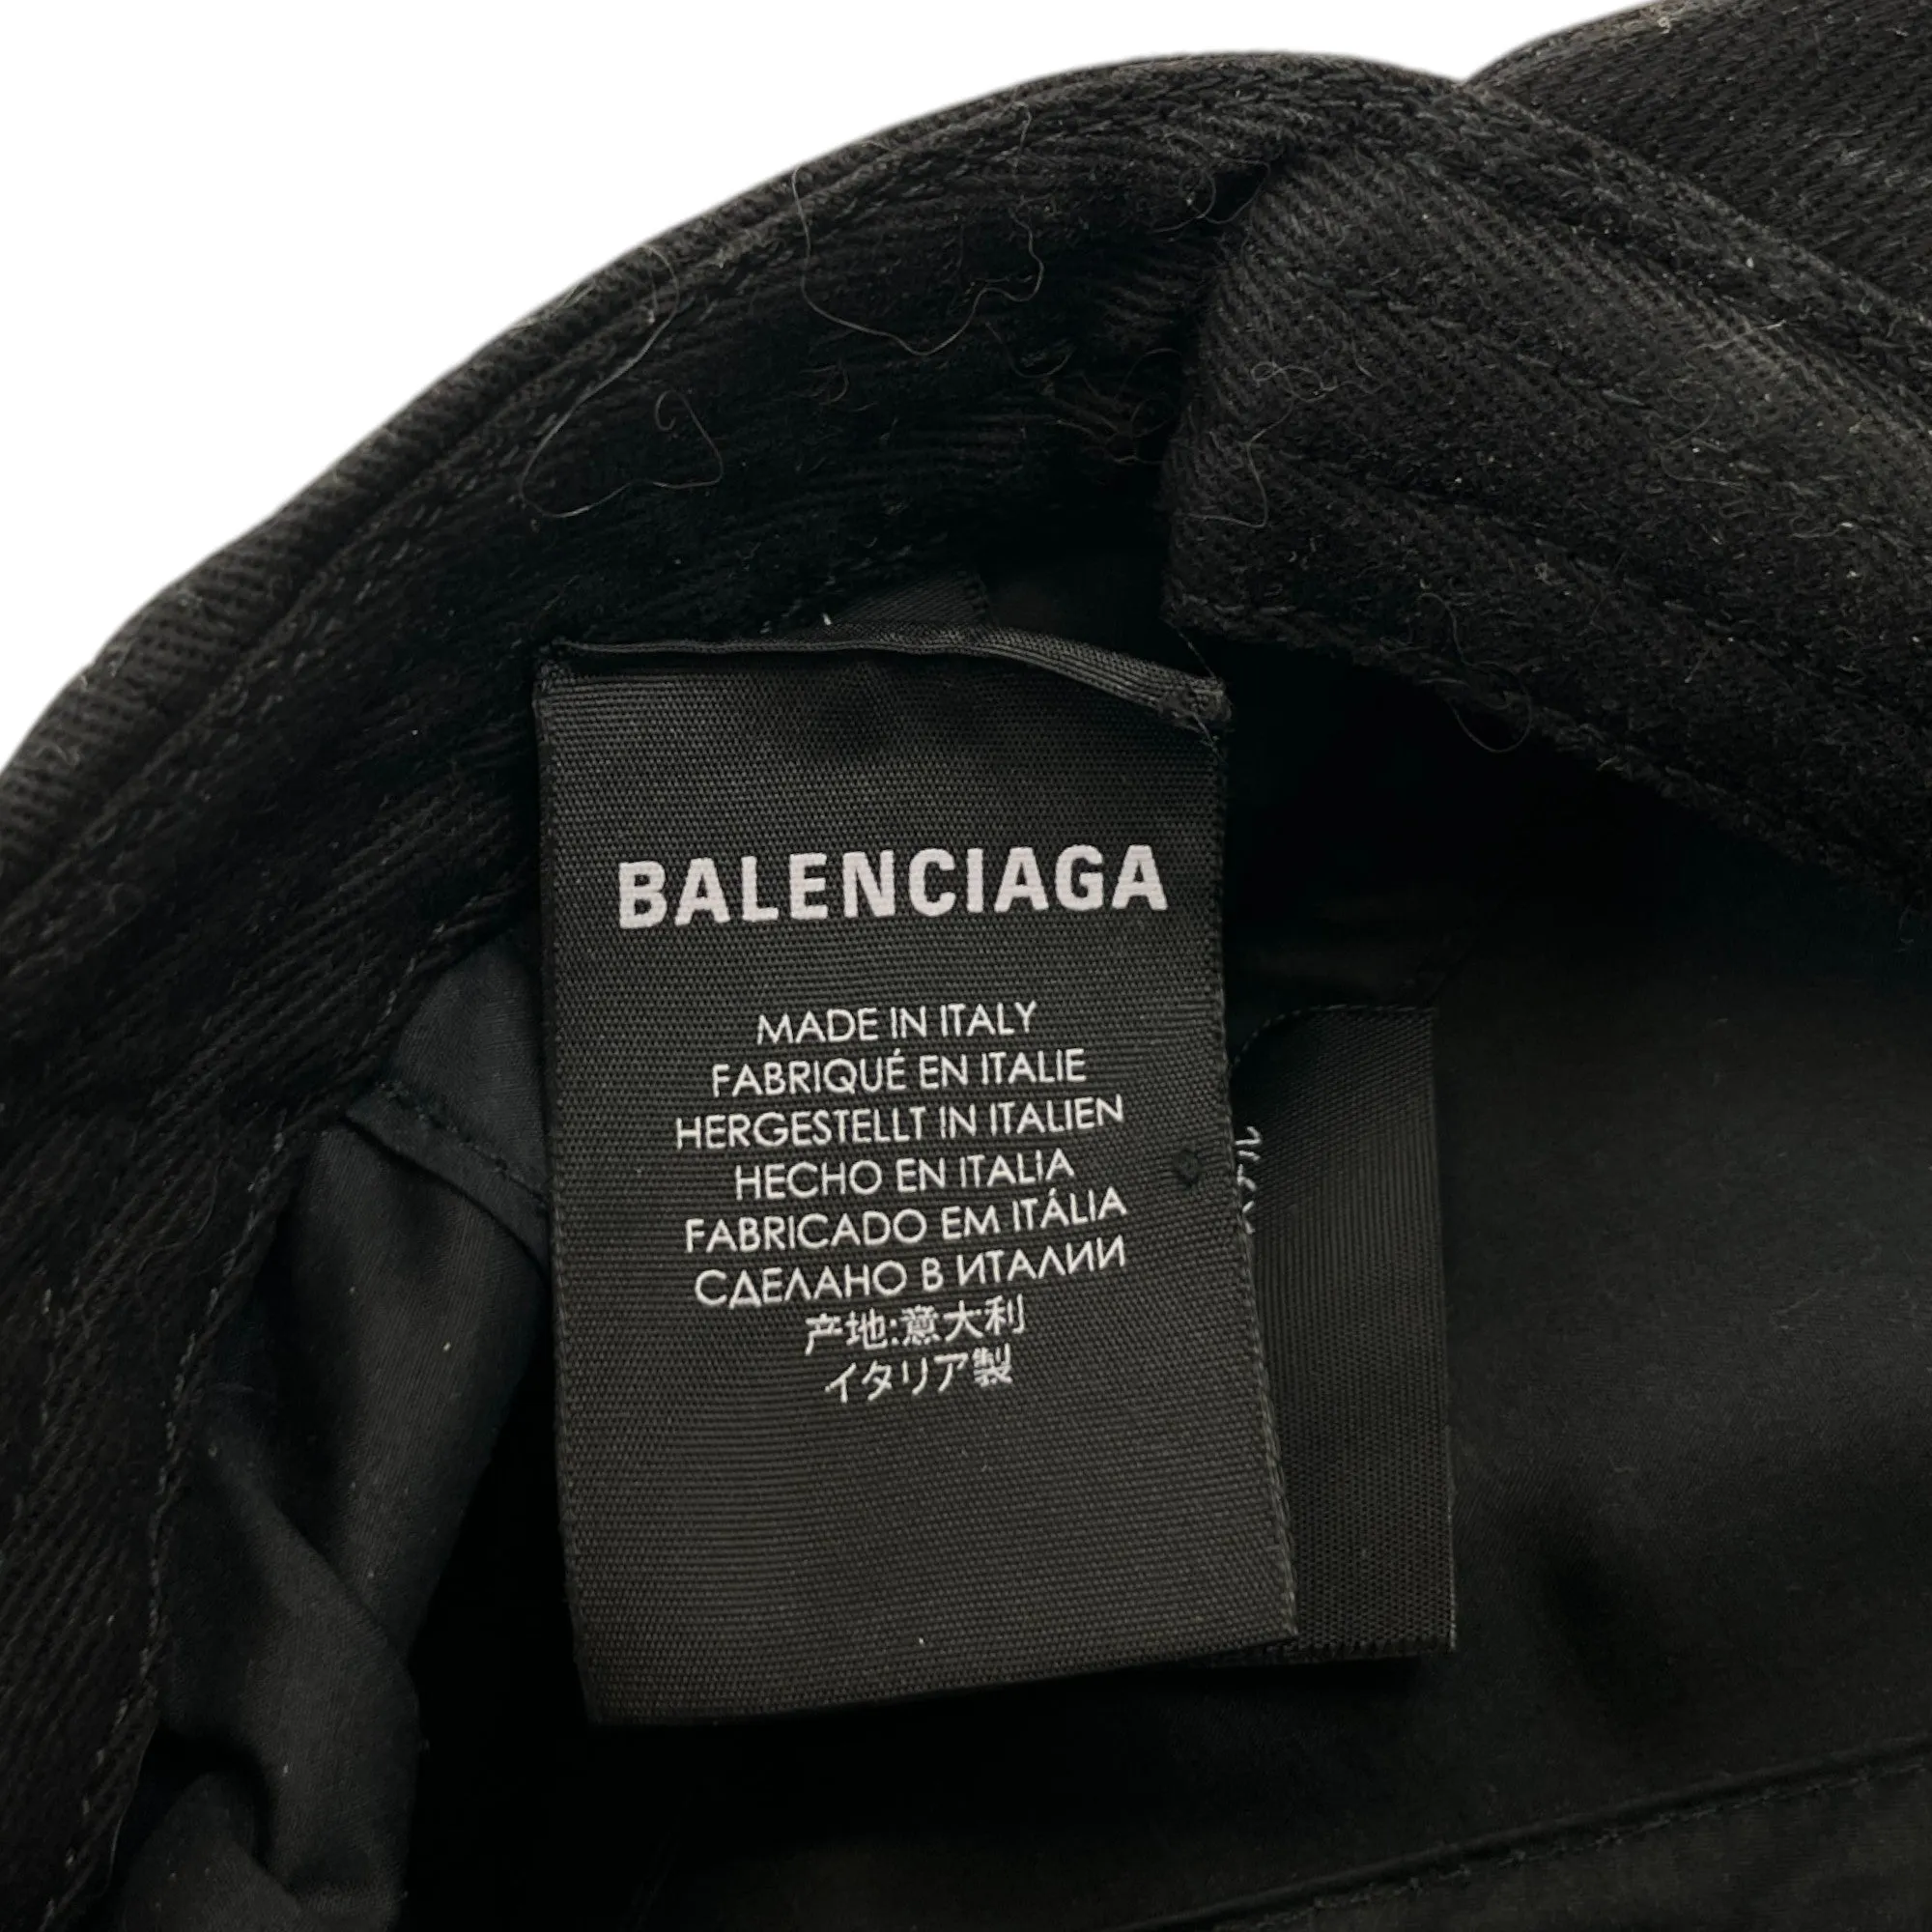 BALENCIAGA
MADE IN ITALY
FABRIQUÉ EN ITALIE
HERGESTELLT IN ITALIEN
HECHO EN ITALIA
FABRICADO EM ITÁLIA
СДЕЛАНО В ИТАЛИИ
产地:意大利
イタリア製